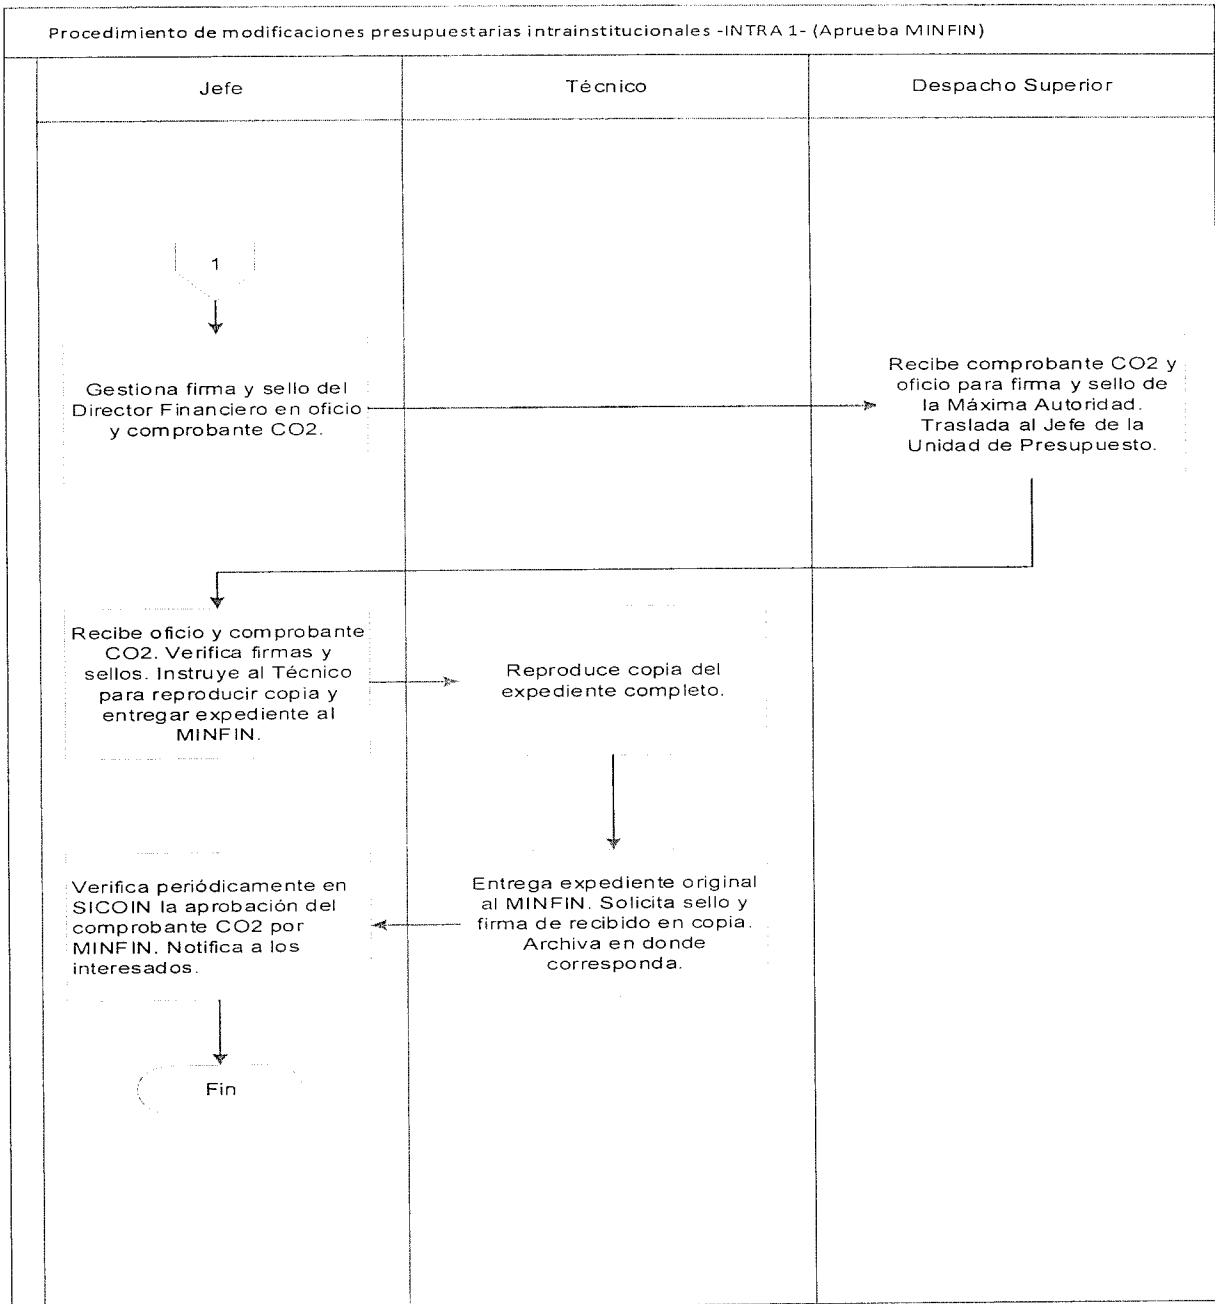 Procedimiento de modificaciones presupuestarias intrainstitucionales -INTRA 1- (Aprueba MINFIN)
Jefe
Técnico
Despacho Superior
1
Gestiona firma y sello del
Director Financiero en oficio
y comprobante CO2.
Recibe comprobante CO2 y
oficio para firma y sello de
la Máxima Autoridad.
Traslada al Jefe de la
Unidad de Presupuesto.
Recibe oficio y comprobante
CO2. Verifica firmas y
sellos. Instruye al Técnico
para reproducir copia y
entregar expediente al
MINFIN.
Reproduce copia del
expediente completo.
Verifica periódicamente en
SICOIN la aprobación del
comprobante CO2 por
MINFIN. Notifica a los
interesados.
Entrega expediente original
al MINFIN. Solicita sello y
firma de recibido en copia.
Archiva en donde
corresponda.
Fin